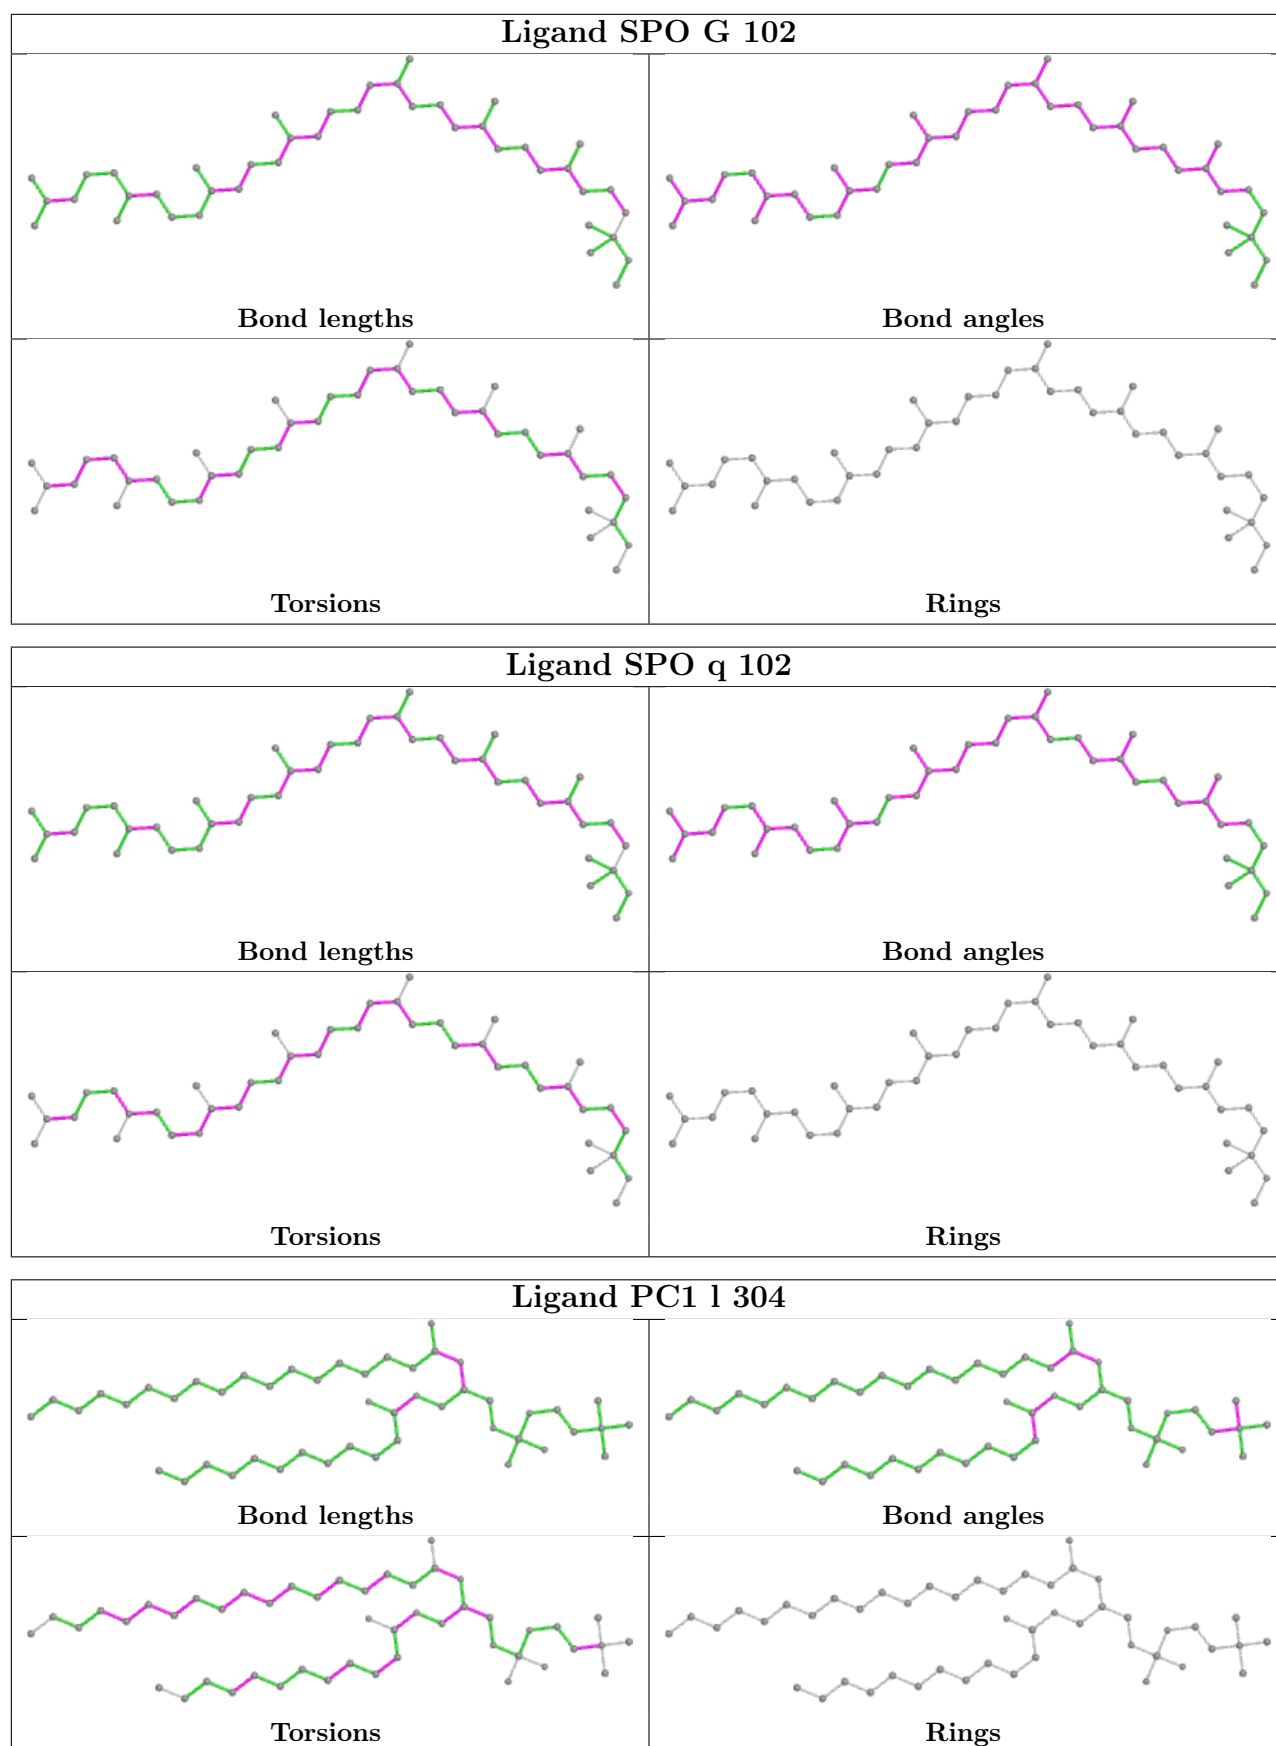 Ligand SPO G 102
Bond lengths
Bond angles
Torsions
Rings
Ligand SPO q 102
Bond lengths
Bond angles
Torsions
Rings
Ligand PC1 l 304
Bond lengths
Bond angles
Torsions
Rings